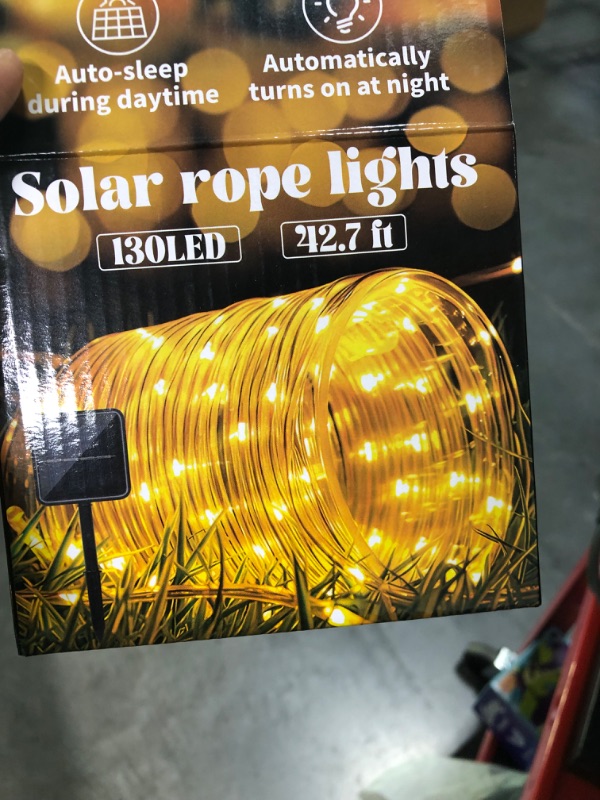 Auto-sleep
during daytime
Automatically
turns on at night
Solar rope lights
130LED
42.7 ft